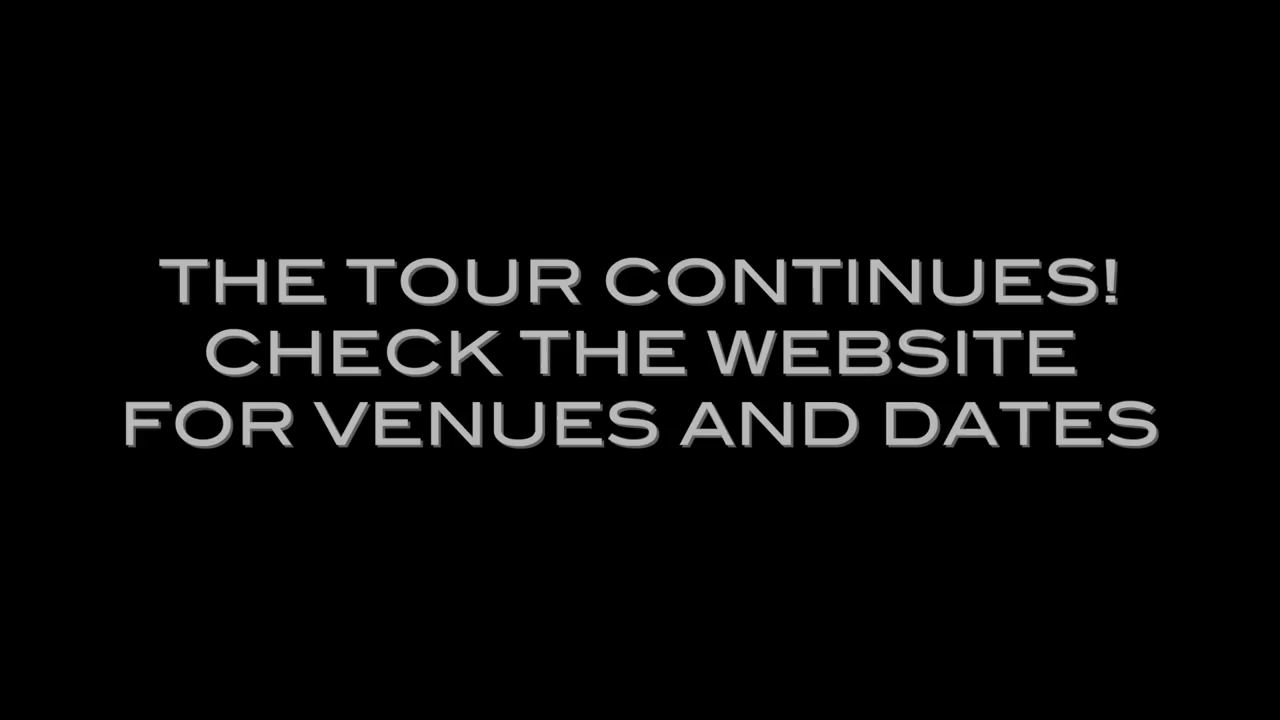 THE TOUR CONTINUES!
CHECK THE WEBSITE
FOR VENUES AND DATES